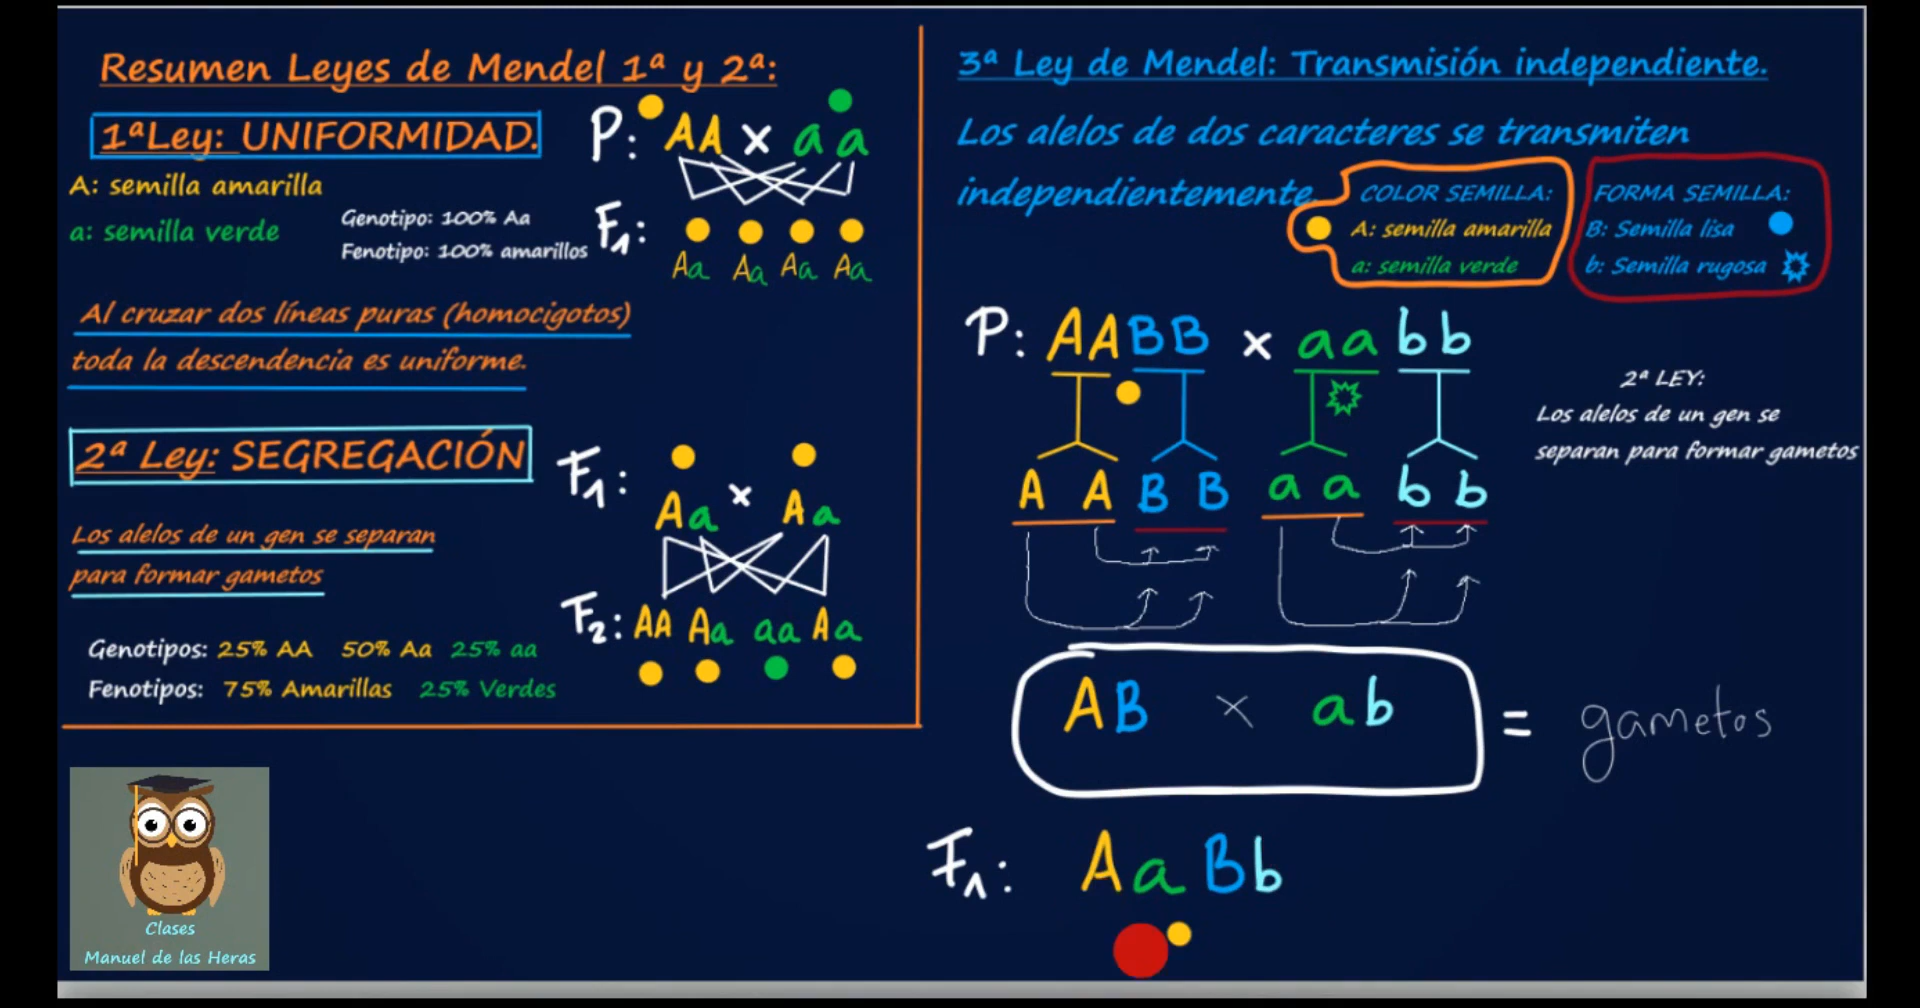 Resumen Leyes de Mendel 1ª y 2ª:
1ªLey: UNIFORMIDAD.
A: semilla amarilla
a: semilla verde
Genotipo: 100% Aa
Fenotipo: 100% amarillos
P: AA x aa
F1:
Aa Aa Aa Aa
Al cruzar dos líneas puras (homocigotos)
toda la descendencia es uniforme.
2ª Ley: SEGREGACIÓN
Los alelos de un gen se separan
para formar gametos
F1: Aa x Aa
F2: AA Aa aa Aa
Genotipos: 25% AA 50% Aa 25% aa
Fenotipos: 75% Amarillas 25% Verdes
Clases
Manuel de las Heras
3ª Ley de Mendel: Transmisión independiente.
Los alelos de dos caracteres se transmiten
independientemente.
COLOR SEMILLA:
A: semilla amarilla
a: semilla verde
FORMA SEMILLA:
B: Semilla lisa
b: Semilla rugosa
P: AABB x aabb
2ª LEY:
Los alelos de un gen se
separan para formar gametos
A A B B a a b b
AB x ab = gametos
F1: AaBb